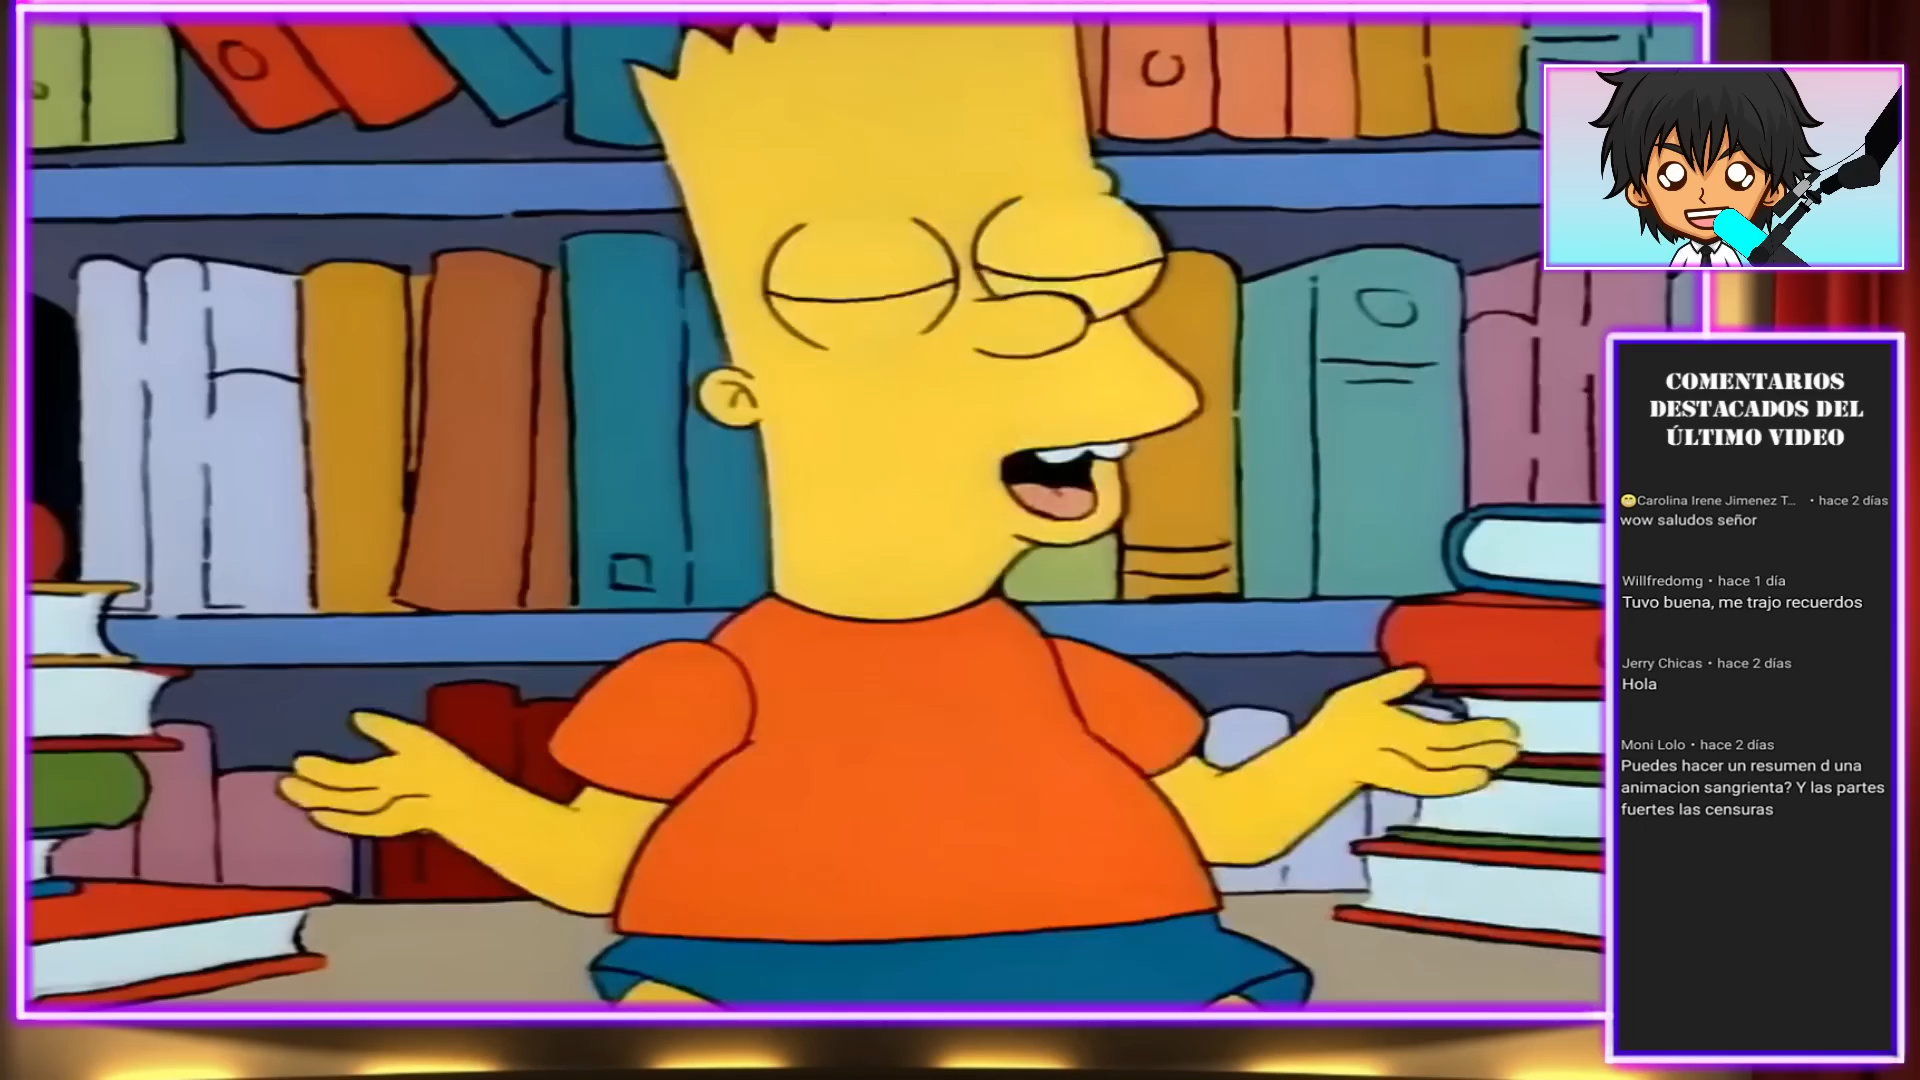 COMENTARIOS
DESTACADOS DEL
ÚLTIMO VIDEO
😁Carolina Irene Jimenez T... • hace 2 días
wow saludos señor
Willfredomg • hace 1 día
Tuvo buena, me trajo recuerdos
Jerry Chicas • hace 2 días
Hola
Moni Lolo • hace 2 días
Puedes hacer un resumen d una
animacion sangrienta? Y las partes
fuertes las censuras